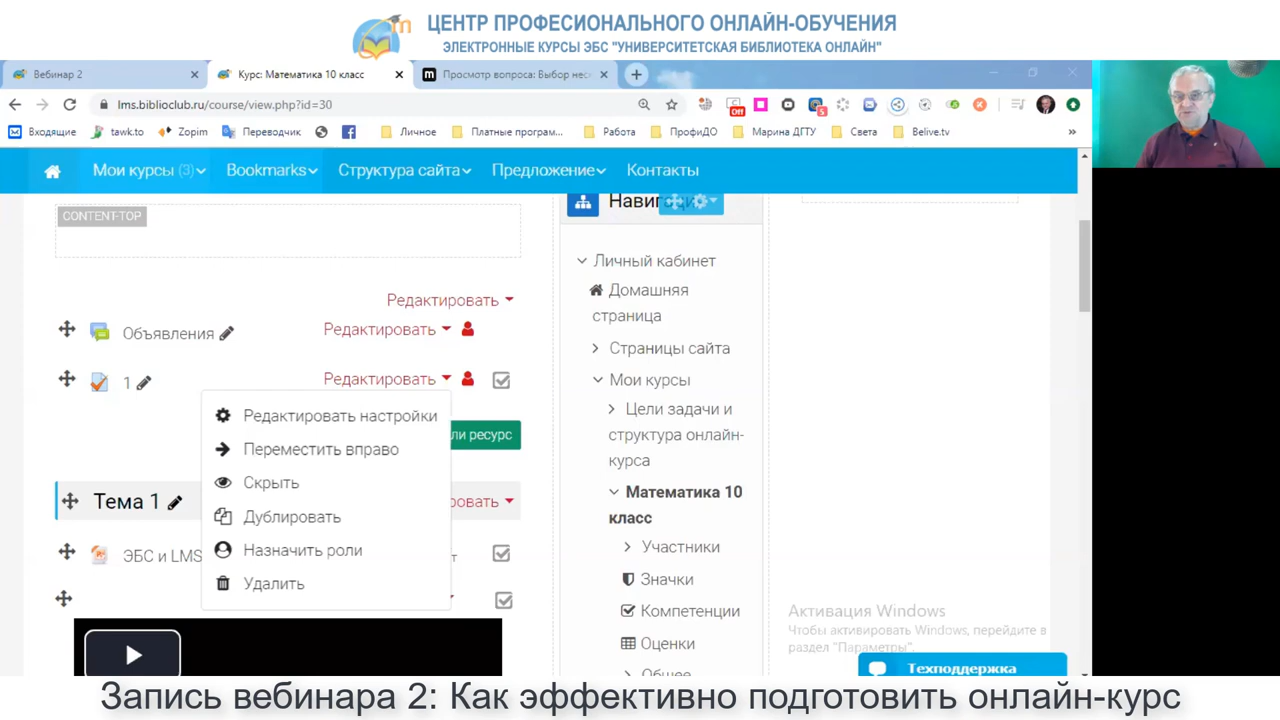 ЦЕНТР ПРОФЕСИОНАЛЬНОГО ОНЛАЙН-ОБУЧЕНИЯ
ЭЛЕКТРОННЫЕ КУРСЫ ЭБС "УНИВЕРСИТЕТСКАЯ БИБЛИОТЕКА ОНЛАЙН"
Вебинар 2
Курс: Математика 10 класс
Просмотр вопроса: Выбор нес
lms.biblioclub.ru/course/view.php?id=30
Off
5
Входящие
tawk.to
Zopim
Переводчик
Личное
Платные програм...
Работа
ПрофиДО
Марина ДГТУ
Света
Belive.tv
Мои курсы (3)
Bookmarks
Структура сайта
Предложение
Контакты
CONTENT-TOP
Редактировать
Объявления
Редактировать
1
Редактировать
Редактировать настройки
Переместить вправо
Скрыть
Дублировать
Назначить роли
Удалить
ли ресурс
Тема 1
ровать
ЭБС и LMS
Личный кабинет
Домашняя
страница
Страницы сайта
Мои курсы
Цели задачи и
структура онлайн-
курса
Математика 10
класс
Участники
Значки
Компетенции
Оценки
Общее
Активация Windows
Чтобы активировать Windows, перейдите в
раздел "Параметры".
Техподдержка
Запись вебинара 2: Как эффективно подготовить онлайн-курс